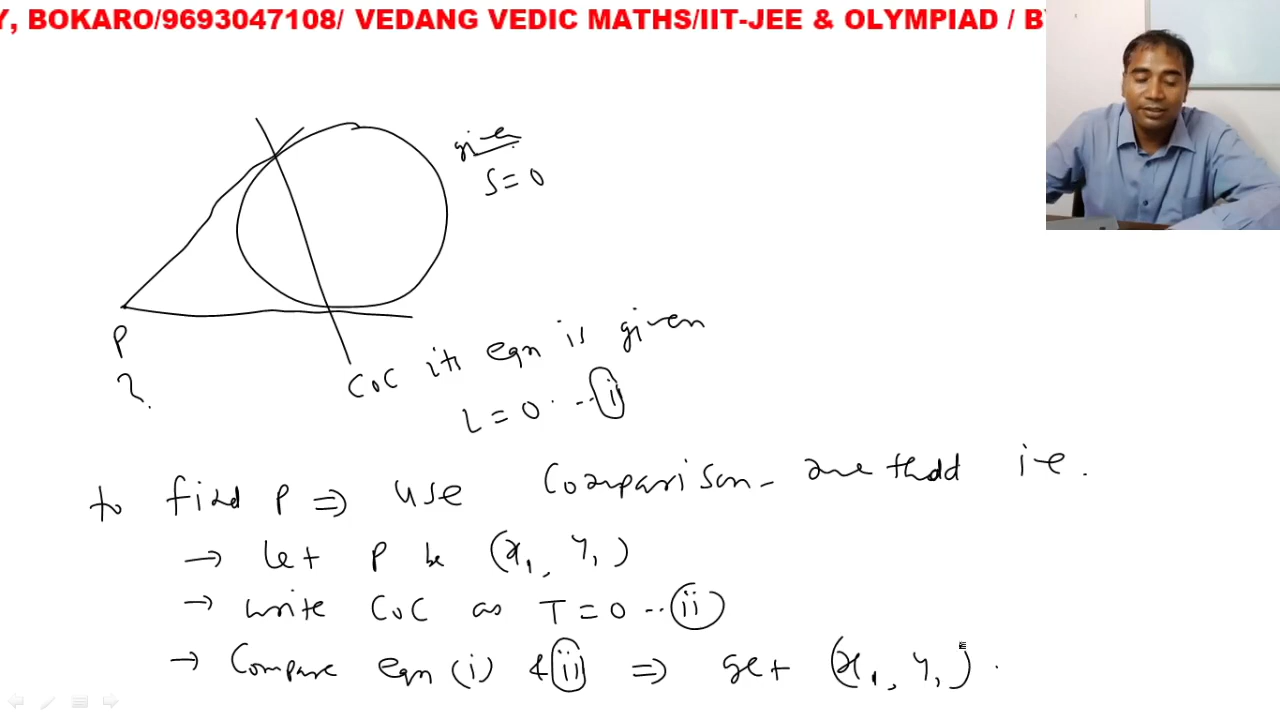 Y, BOKARO/9693047108/ VEDANG VEDIC MATHS/IIT-JEE & OLYMPIAD / B
given
S = 0
P
?
CoC its eqn is given
L = 0 ... (i)
to find P ⇒ use Comparison method i.e.
→ Let P be (x₁, y₁)
→ write CoC as T = 0 ... (ii)
→ Compare eqn (i) & (ii) ⇒ get (x₁, y₁).